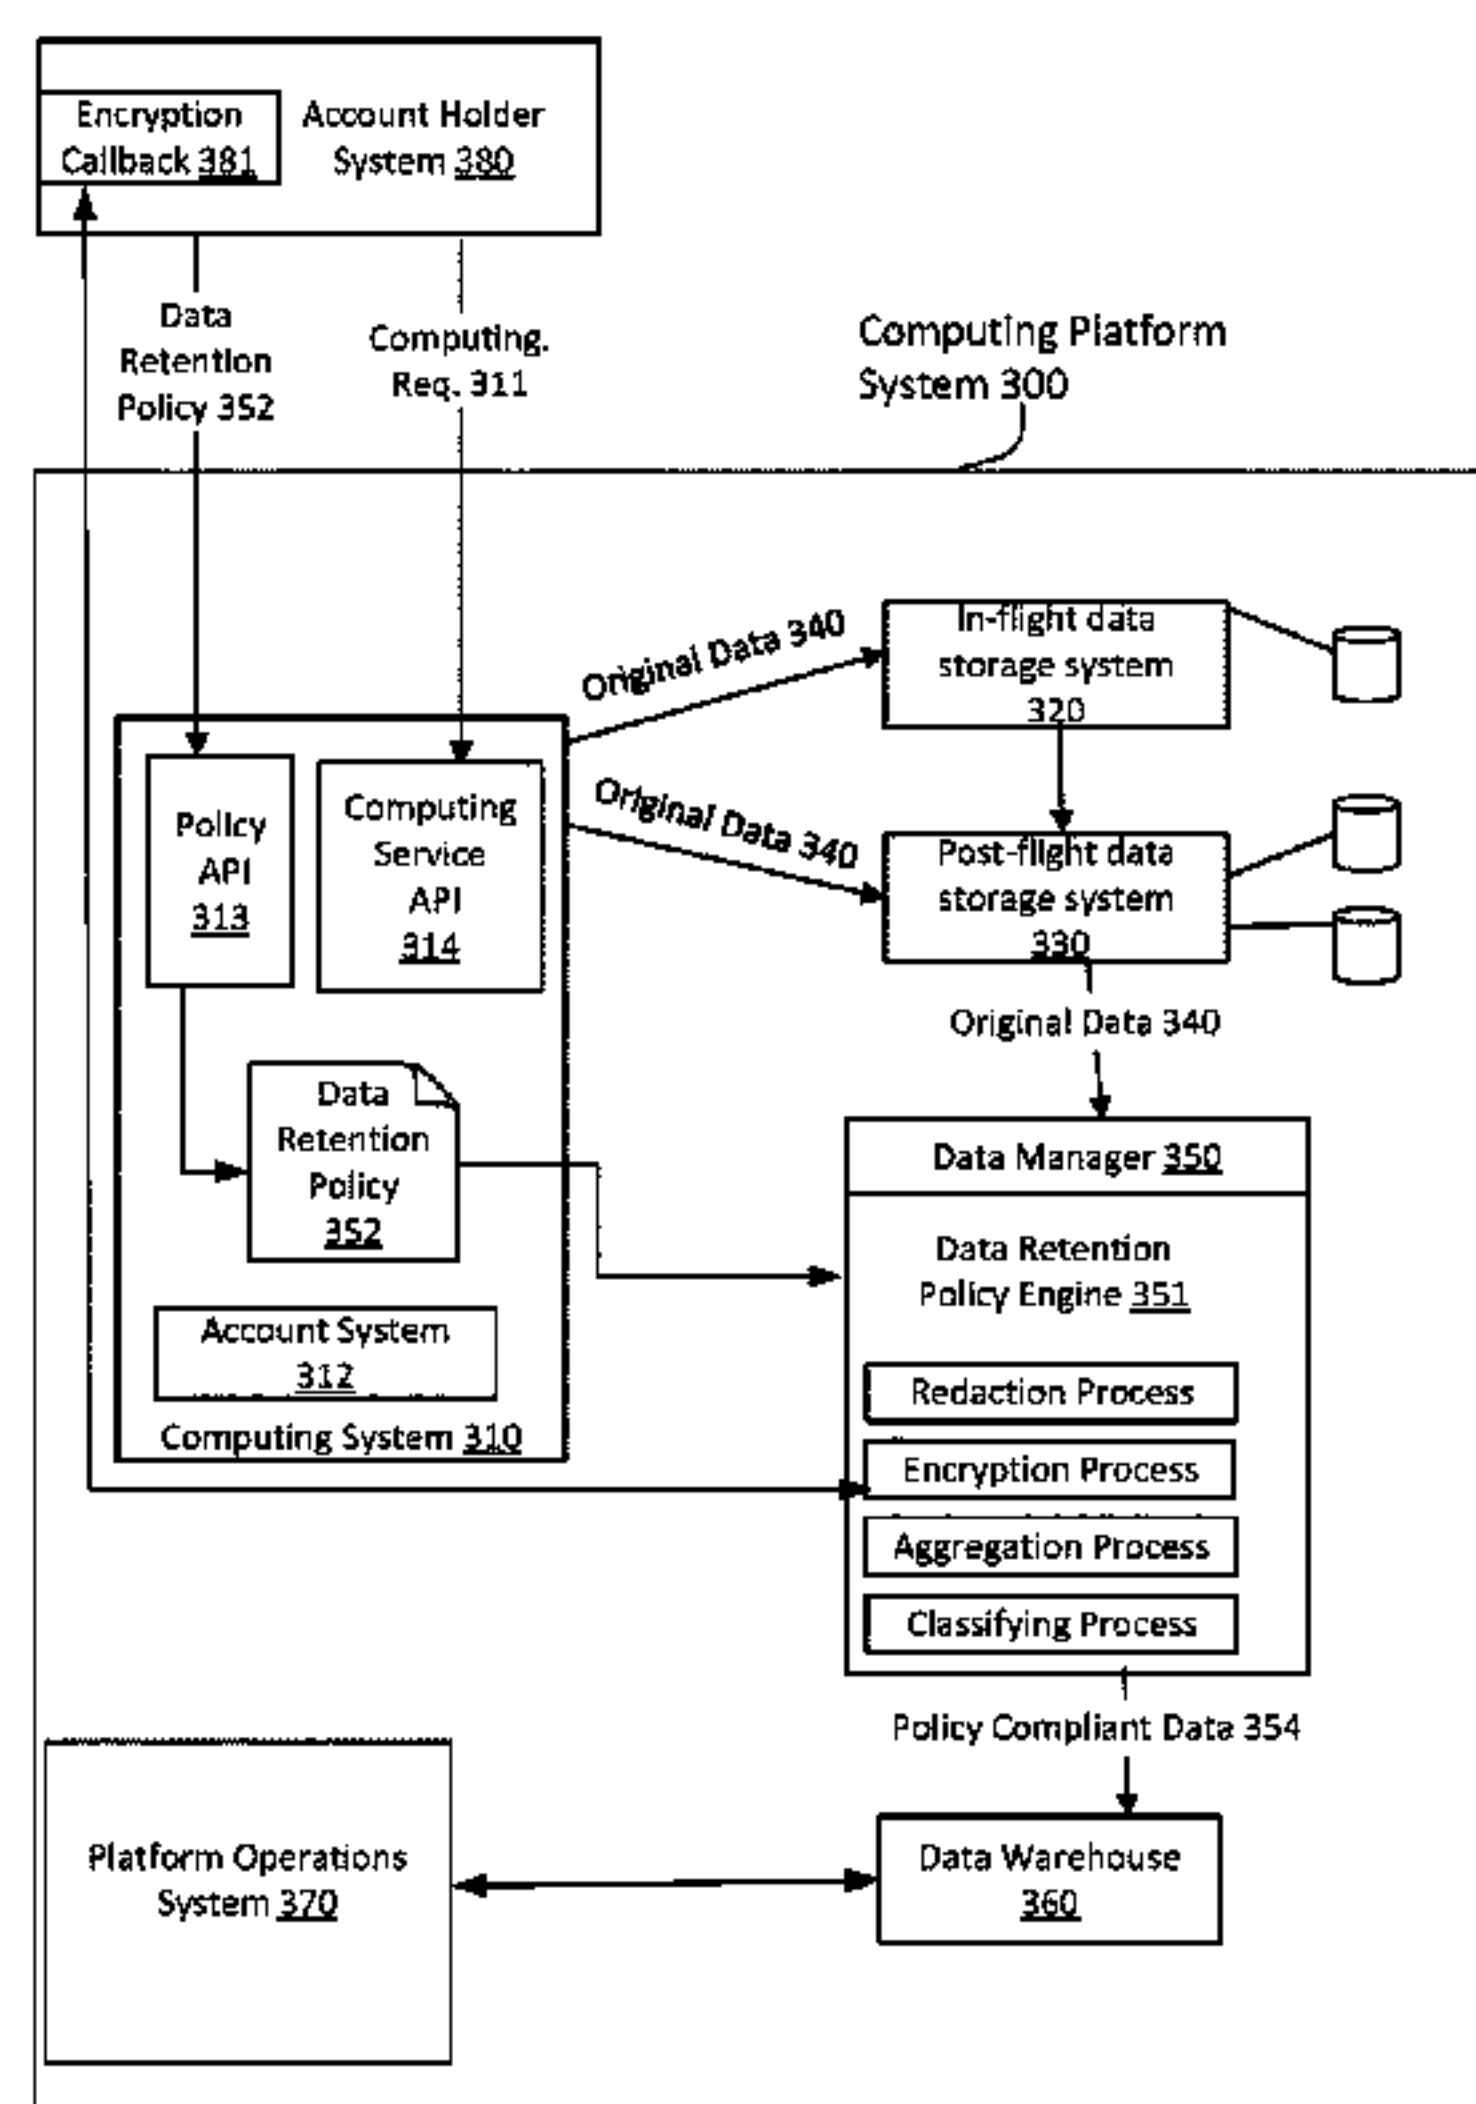 Encryption
Callback 381
Account Holder
System 380
Data
Retention
Policy 352
Computing.
Req. 311
Computing Platform
System 300
Original Data 340
In-flight data
storage system
320
Original Data 340
Post-flight data
storage system
330
Original Data 340
Policy
API
313
Computing
Service
API
314
Data
Retention
Policy
352
Account System
312
Computing System 310
Data Manager 350
Data Retention
Policy Engine 351
Redaction Process
Encryption Process
Aggregation Process
Classifying Process
Policy Compliant Data 354
Platform Operations
System 370
Data Warehouse
360